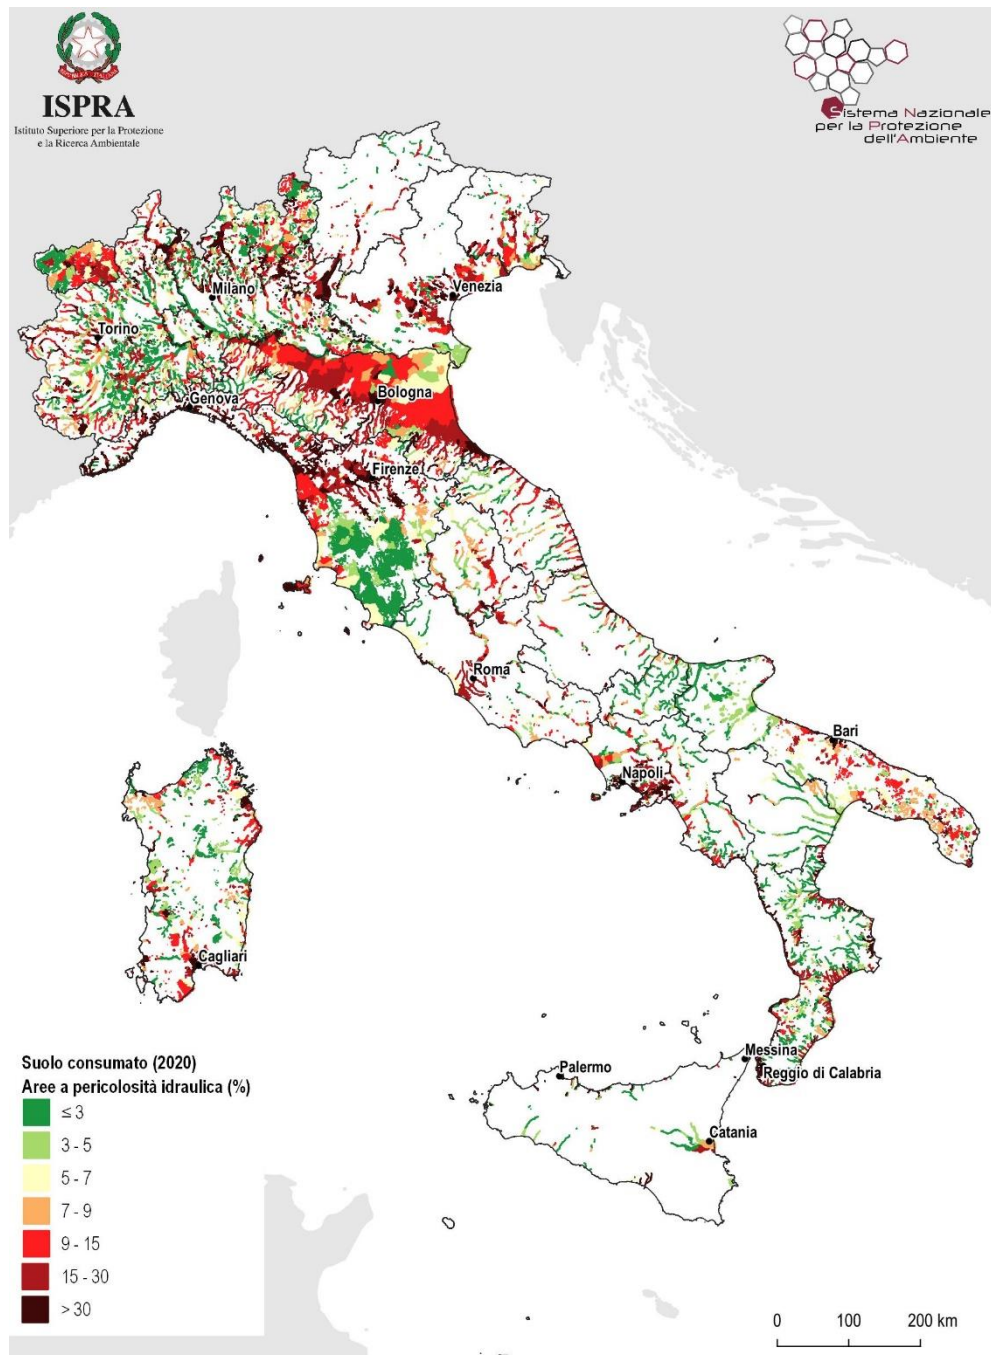 ISPRA
Istituto Superiore per la Protezione
e la Ricerca Ambientale
Sistema Nazionale
per la Protezione
dell'Ambiente
Milano
Venezia
Torino
Bologna
Genova
Firenze
Roma
Bari
Napoli
Cagliari
Messina
Palermo
Reggio di Calabria
Catania
Suolo consumato (2020)
Aree a pericolosità idraulica (%)
≤ 3
3 - 5
5 - 7
7 - 9
9 - 15
15 - 30
> 30
0 100 200 km